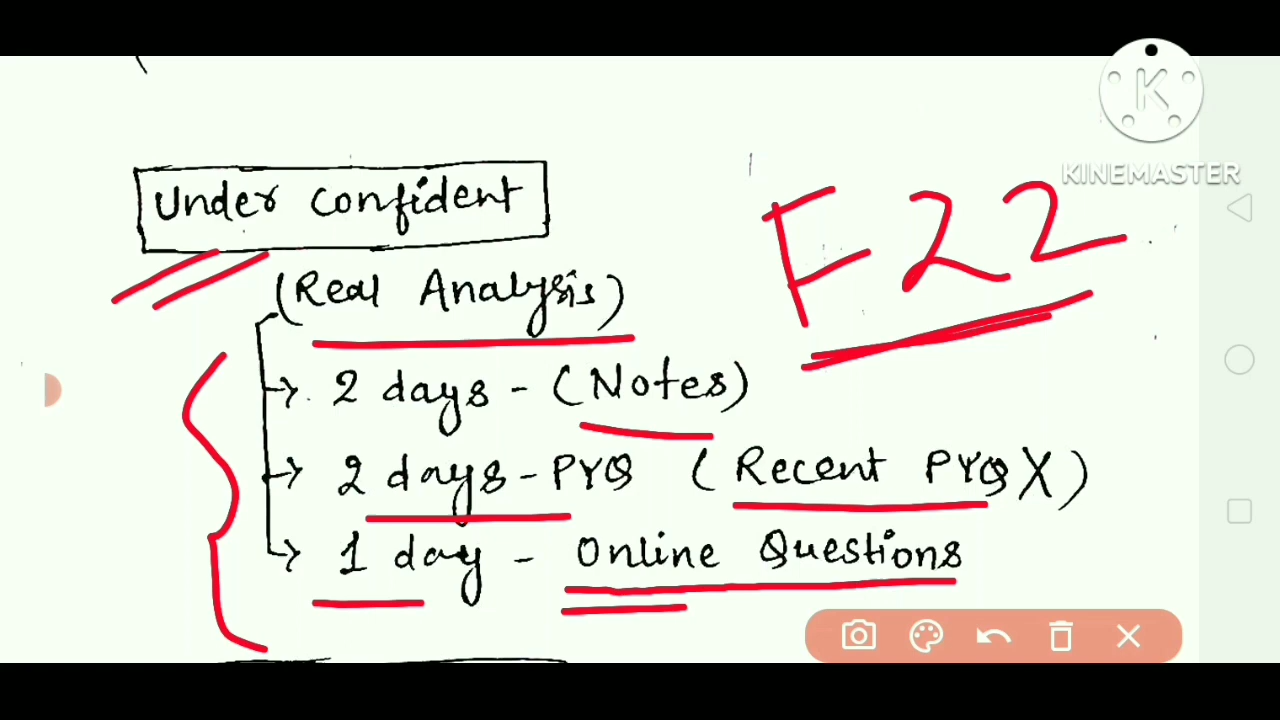 KINEMASTER
Under Confident
F22
(Real Analysis)
→ 2 days - (Notes)
→ 2 days - PYQ (Recent PYQ X)
→ 1 day - Online Questions